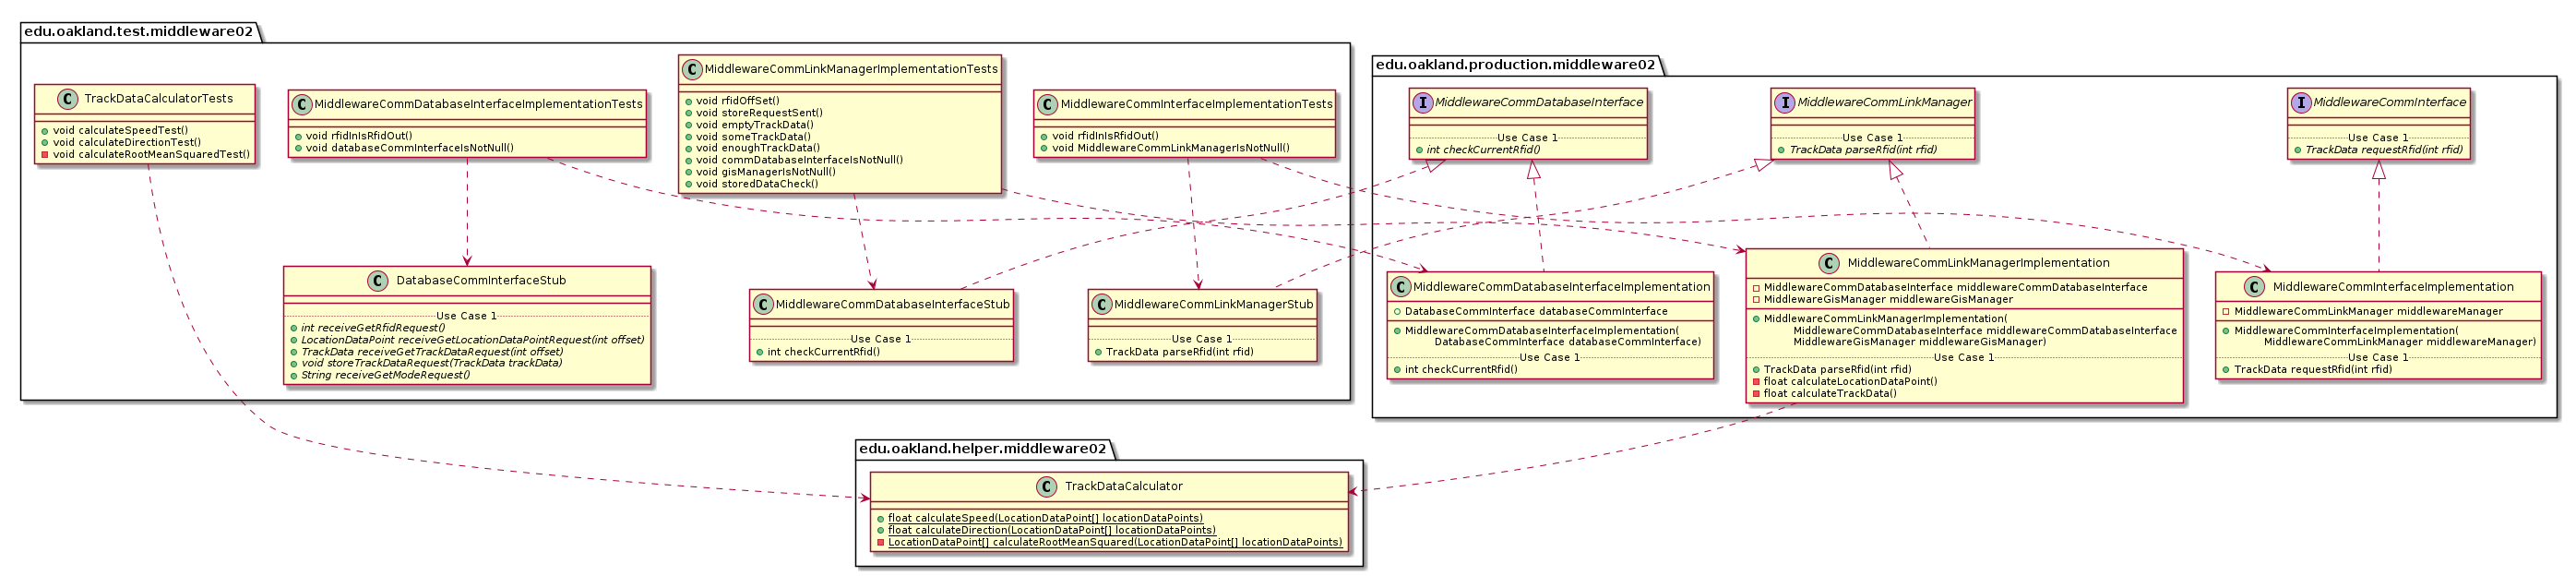 edu.oakland.test.middleware02
C TrackDataCalculatorTests
void calculateSpeedTest()
void calculateDirectionTest()
void calculateRootMeanSquaredTest()
C MiddlewareCommDatabaseInterfaceImplementationTests
void rfidInIsRfidOut()
void databaseCommInterfaceIsNotNull()
C MiddlewareCommLinkManagerImplementationTests
void rfidOffSet()
void storeRequestSent()
void emptyTrackData()
void someTrackData()
void enoughTrackData()
void commDatabaseInterfaceIsNotNull()
void gisManagerIsNotNull()
void storedDataCheck()
C MiddlewareCommInterfaceImplementationTests
void rfidInIsRfidOut()
void MiddlewareCommLinkManagerIsNotNull()
C DatabaseCommInterfaceStub
Use Case 1
int receiveGetRfidRequest()
LocationDataPoint receiveGetLocationDataPointRequest(int offset)
TrackData receiveGetTrackDataRequest(int offset)
void storeTrackDataRequest(TrackData trackData)
String receiveGetModeRequest()
C MiddlewareCommDatabaseInterfaceStub
Use Case 1
int checkCurrentRfid()
C MiddlewareCommLinkManagerStub
Use Case 1
TrackData parseRfid(int rfid)
edu.oakland.production.middleware02
I MiddlewareCommDatabaseInterface
Use Case 1
int checkCurrentRfid()
I MiddlewareCommLinkManager
Use Case 1
TrackData parseRfid(int rfid)
I MiddlewareCommInterface
Use Case 1
TrackData requestRfid(int rfid)
C MiddlewareCommDatabaseInterfaceImplementation
DatabaseCommInterface databaseCommInterface
MiddlewareCommDatabaseInterfaceImplementation(
DatabaseCommInterface databaseCommInterface)
Use Case 1
int checkCurrentRfid()
C MiddlewareCommLinkManagerImplementation
MiddlewareCommDatabaseInterface middlewareCommDatabaseInterface
MiddlewareGisManager middlewareGisManager
MiddlewareCommLinkManagerImplementation(
MiddlewareCommDatabaseInterface middlewareCommDatabaseInterface
MiddlewareGisManager middlewareGisManager)
Use Case 1
TrackData parseRfid(int rfid)
float calculateLocationDataPoint()
float calculateTrackData()
C MiddlewareCommInterfaceImplementation
MiddlewareCommLinkManager middlewareManager
MiddlewareCommInterfaceImplementation(
MiddlewareCommLinkManager middlewareManager)
Use Case 1
TrackData requestRfid(int rfid)
edu.oakland.helper.middleware02
C TrackDataCalculator
float calculateSpeed(LocationDataPoint[] locationDataPoints)
float calculateDirection(LocationDataPoint[] locationDataPoints)
LocationDataPoint[] calculateRootMeanSquared(LocationDataPoint[] locationDataPoints)